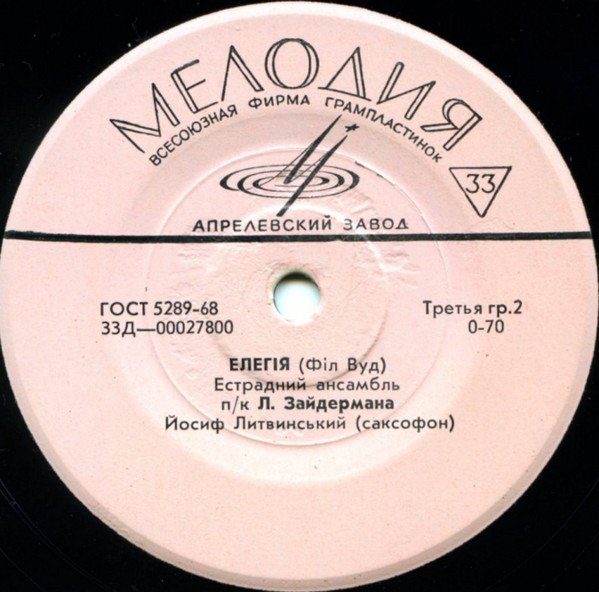 МЕЛОДИЯ
ВСЕСОЮЗНАЯ ФИРМА ГРАМПЛАСТИНОК
33
АПРЕЛЕВСКИЙ ЗАВОД
ГОСТ 5289-68
33Д—00027800
Третья гр.2
0-70
ЕЛЕГІЯ (Філ Вуд)
Естрадний ансамбль
п/к Л. Зайдермана
Йосиф Литвинський (саксофон)